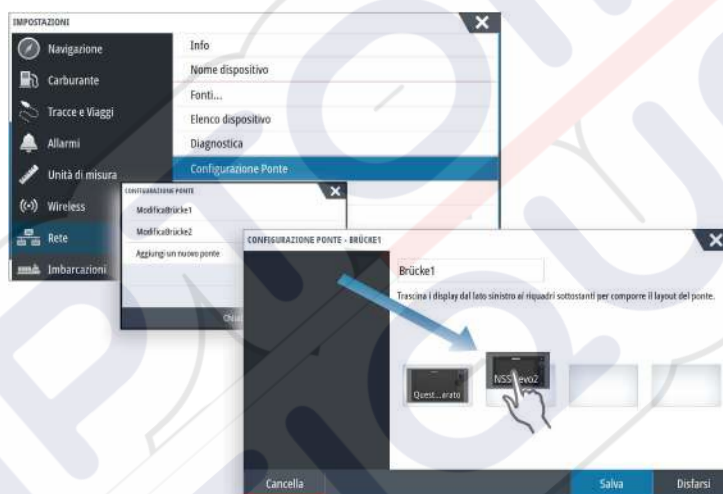 IMPOSTAZIONI
Navigazione
Carburante
Tracce e Viaggi
Allarmi
Unità di misura
Wireless
Rete
Imbarcazioni
Info
Nome dispositivo
Fonti...
Elenco dispositivo
Diagnostica
Configurazione Ponte
CONFIGURAZIONE PONTE
ModificaBrücke1
ModificaBrücke2
Aggiungi un nuovo ponte
CONFIGURAZIONE PONTE - BRÜCKE1
Brücke1
Trascina i display dal lato sinistro ai riquadri sottostanti per comporre il layout del ponte.
Quest...arato
NSS evo2
Cancella
Salva
Disfarsi